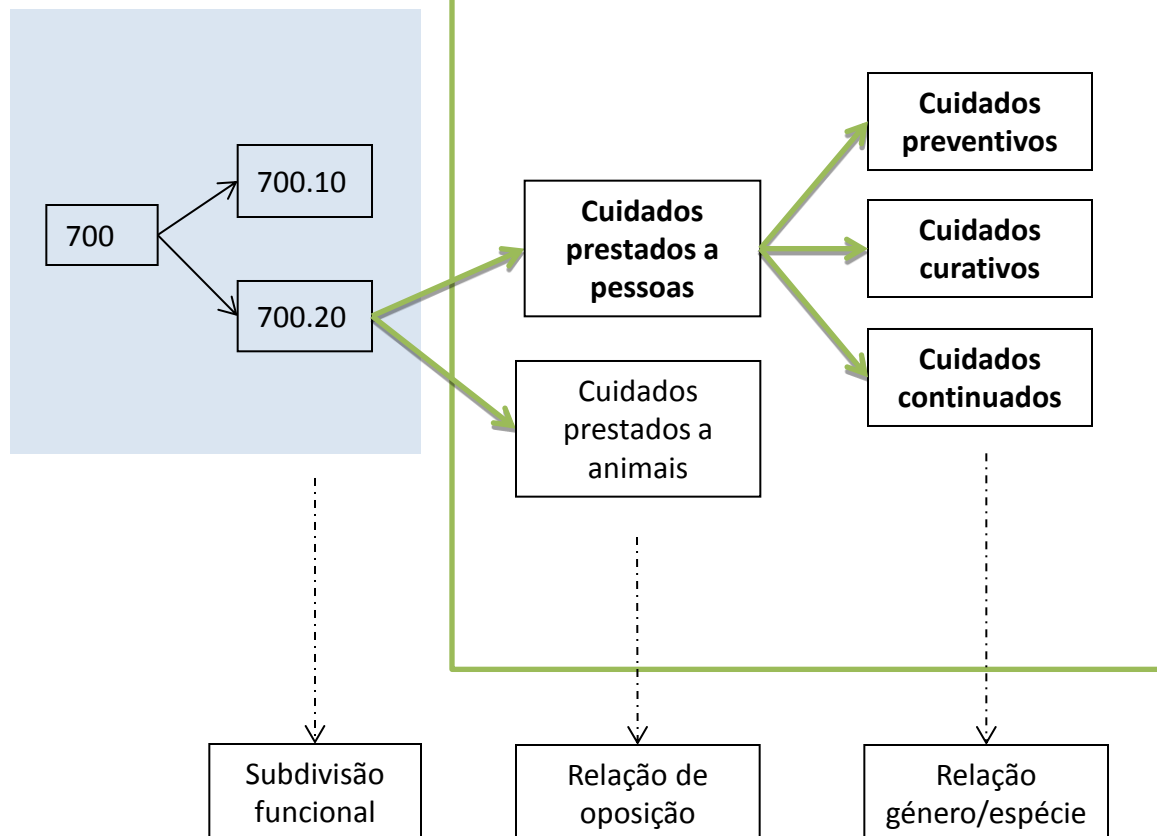 700
700.10
700.20
Cuidados
prestados a
pessoas
Cuidados
prestados a
animais
Cuidados
preventivos
Cuidados
curativos
Cuidados
continuados
Subdivisão
funcional
Relação de
oposição
Relação
género/espécie